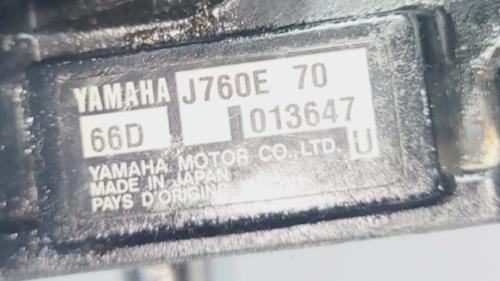 YAMAHA J760E 70
66D 013647
YAMAHA MOTOR CO.,LTD. U
MADE IN JAPAN
PAYS D'ORIGINE